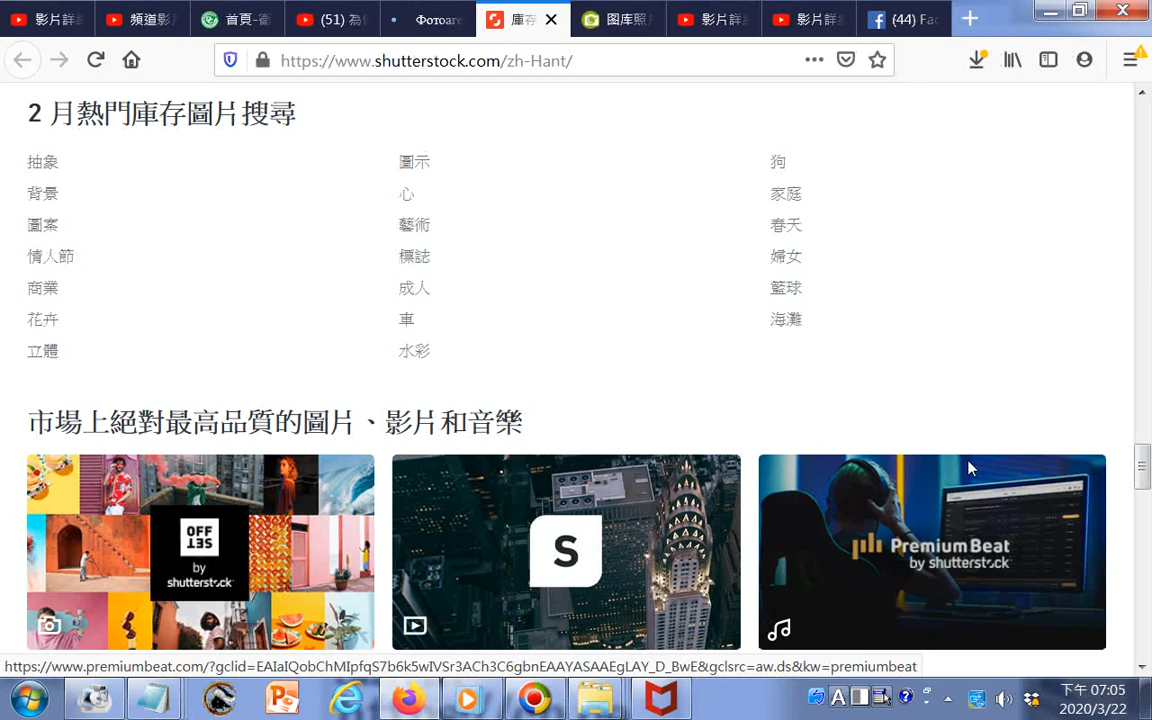 影片詳
頻道影
首頁-衛
(51) 為
Фотоаг
庫存
图库照
影片詳
影片詳
(44) Fac
https://www.shutterstock.com/zh-Hant/
2 月熱門庫存圖片搜尋
抽象 圖示 狗
背景 心 家庭
圖案 藝術 春天
情人節 標誌 婦女
商業 成人 籃球
花卉 車 海灘
立體 水彩
市場上絕對最高品質的圖片、影片和音樂
OFF
SET
by
shutterstock
S
PremiumBeat
by shutterstock
https://www.premiumbeat.com/?gclid=EAIaIQobChMIpfqS7b6k5wIVSr3ACh3C6gbnEAAYASAAEgLAY_D_BwE&gclsrc=aw.ds&kw=premiumbeat
A
下午 07:05
2020/3/22